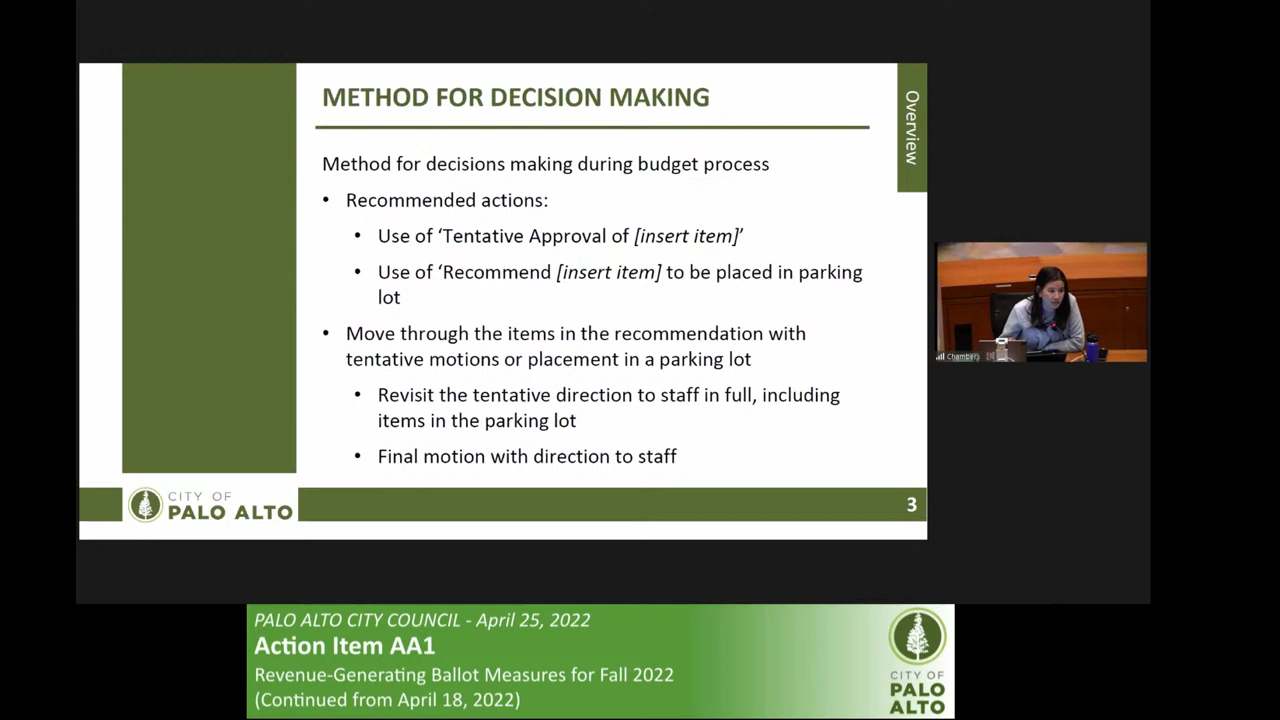 METHOD FOR DECISION MAKING
Overview
Method for decisions making during budget process
• Recommended actions:
• Use of ‘Tentative Approval of [insert item]’
• Use of ‘Recommend [insert item] to be placed in parking
lot
• Move through the items in the recommendation with
tentative motions or placement in a parking lot
• Revisit the tentative direction to staff in full, including
items in the parking lot
• Final motion with direction to staff
CITY OF
PALO ALTO
3
Chambers
PALO ALTO CITY COUNCIL - April 25, 2022
Action Item AA1
Revenue-Generating Ballot Measures for Fall 2022
(Continued from April 18, 2022)
CITY OF
PALO
ALTO